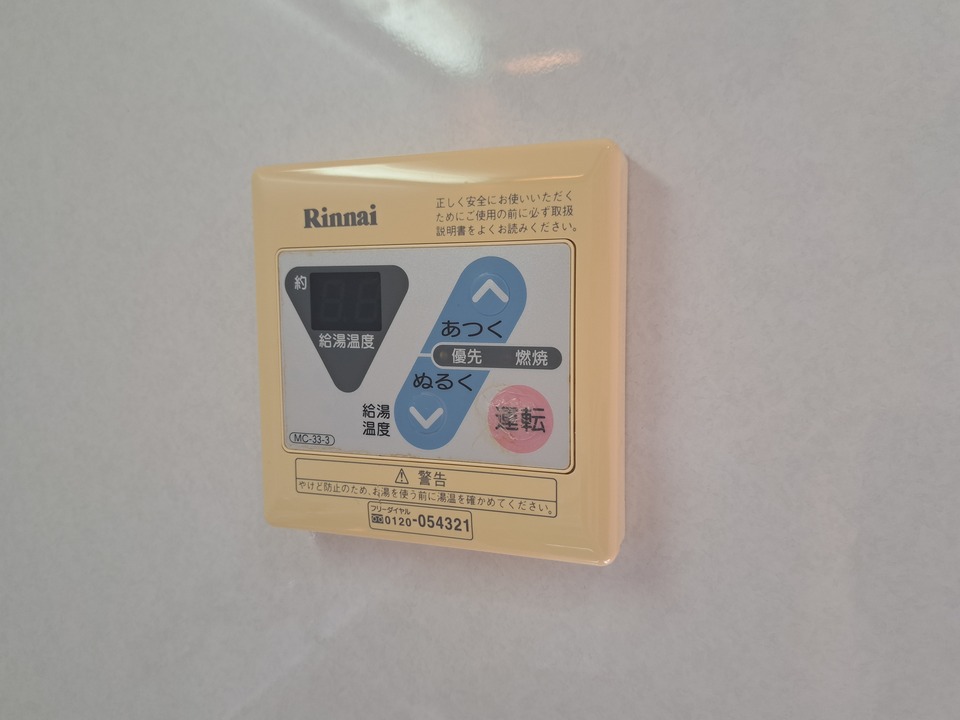 Rinnai
正しく安全にお使いいただく
ためにご使用の前に必ず取扱
説明書をよくお読みください。
約
給湯温度
あつく
優先 燃焼
ぬるく
給湯
温度
運転
MC-33-3
警告
やけど防止のため、お湯を使う前に湯温を確かめてください。
フリーダイヤル
0120-054321